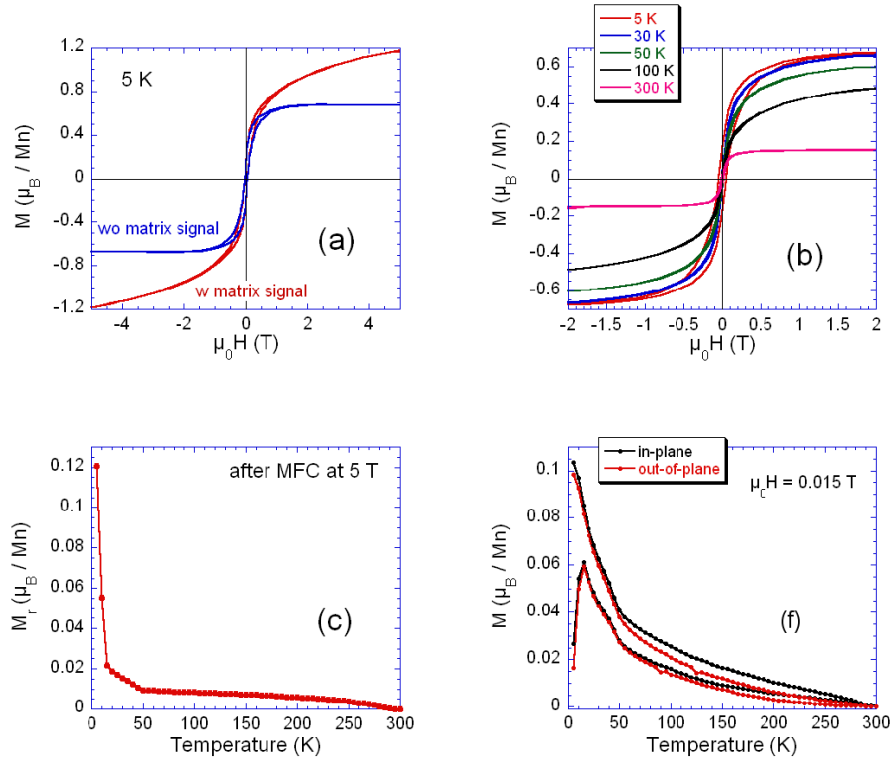 1.2
0.8
0.4
0
-0.4
-0.8
-1.2
M (μB / Mn)
5 K
wo matrix signal
(a)
w matrix signal
-4 -2 0 2 4
μ0H (T)
5 K
30 K
50 K
100 K
300 K
0.6
0.4
0.2
0
-0.2
-0.4
-0.6
M (μB / Mn)
(b)
-2 -1.5 -1 -0.5 0 0.5 1 1.5 2
μ0H (T)
0.12
0.1
0.08
0.06
0.04
0.02
0
Mr (μB / Mn)
after MFC at 5 T
(c)
0 50 100 150 200 250 300
Temperature (K)
in-plane
out-of-plane
μ0H = 0.015 T
0.1
0.08
0.06
0.04
0.02
0
M (μB / Mn)
(f)
0 50 100 150 200 250 300
Temperature (K)